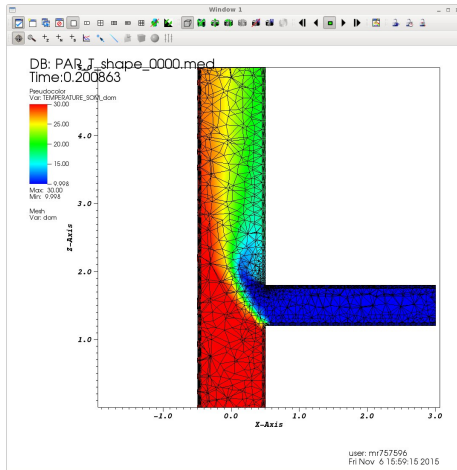 Window 1
DB: PAR_T_shape_0000.med
Time:0.200863
Pseudocolor
Var: TEMPERATURE_SOM_dom
30.00
25.00
20.00
15.00
9.998
Max: 30.00
Min: 9.998
Mesh
Var: dom
5.0
4.0
3.0
2.0
1.0
Z-Axis
-1.0 0.0 1.0 2.0 3.0
X-Axis
user: mr757596
Fri Nov 6 15:59:15 2015